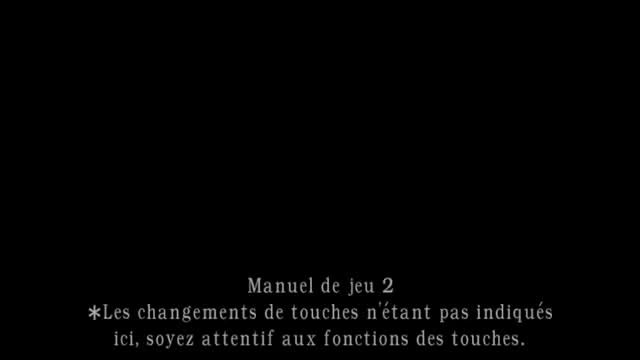 Manuel de jeu 2
*Les changements de touches n'étant pas indiqués
ici, soyez attentif aux fonctions des touches.